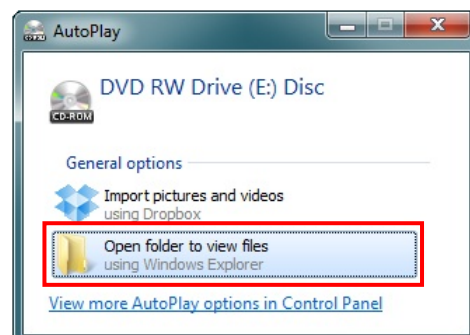 AutoPlay
DVD RW Drive (E:) Disc
CD-ROM
General options
Import pictures and videos
using Dropbox
Open folder to view files
using Windows Explorer
View more AutoPlay options in Control Panel